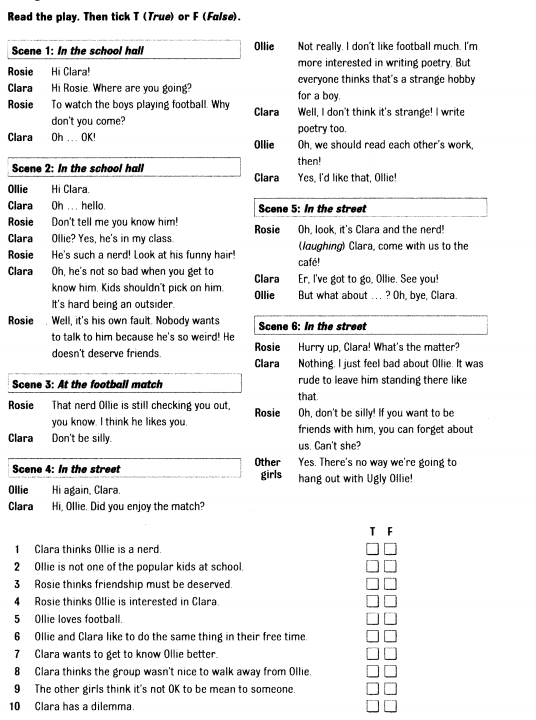 Read the play. Then tick T (True) or F (False).
Scene 1: In the school hall
Rosie Hi Clara!
Clara Hi Rosie. Where are you going?
Rosie To watch the boys playing football. Why
don't you come?
Clara Oh ... OK!
Scene 2: In the school hall
Ollie Hi Clara.
Clara Oh ... hello.
Rosie Don't tell me you know him!
Clara Ollie? Yes, he's in my class.
Rosie He's such a nerd! Look at his funny hair!
Clara Oh, he's not so bad when you get to
know him. Kids shouldn't pick on him.
It's hard being an outsider.
Rosie Well, it's his own fault. Nobody wants
to talk to him because he's so weird! He
doesn't deserve friends.
Scene 3: At the football match
Rosie That nerd Ollie is still checking you out,
you know. I think he likes you.
Clara Don't be silly.
Scene 4: In the street
Ollie Hi again, Clara.
Clara Hi, Ollie. Did you enjoy the match?
Ollie Not really. I don't like football much. I'm
more interested in writing poetry. But
everyone thinks that's a strange hobby
for a boy.
Clara Well, I don't think it's strange! I write
poetry too.
Ollie Oh, we should read each other's work,
then!
Clara Yes, I'd like that, Ollie!
Scene 5: In the street
Rosie Oh, look, it's Clara and the nerd!
(laughing) Clara, come with us to the
café!
Clara Er, I've got to go, Ollie. See you!
Ollie But what about ... ? Oh, bye, Clara.
Scene 6: In the street
Rosie Hurry up, Clara! What's the matter?
Clara Nothing. I just feel bad about Ollie. It was
rude to leave him standing there like
that.
Rosie Oh, don't be silly! If you want to be
friends with him, you can forget about
us. Can't she?
Other Yes. There's no way we're going to
girls hang out with Ugly Ollie!
T F
1 Clara thinks Ollie is a nerd.
2 Ollie is not one of the popular kids at school.
3 Rosie thinks friendship must be deserved.
4 Rosie thinks Ollie is interested in Clara.
5 Ollie loves football.
6 Ollie and Clara like to do the same thing in their free time.
7 Clara wants to get to know Ollie better.
8 Clara thinks the group wasn't nice to walk away from Ollie.
9 The other girls think it's not OK to be mean to someone.
10 Clara has a dilemma.